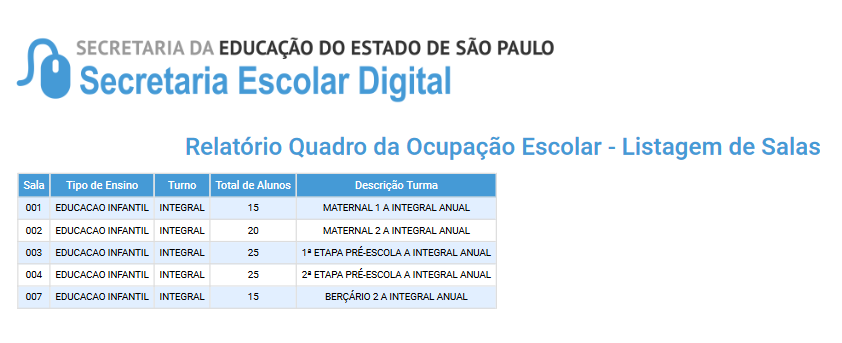 SECRETARIA DA EDUCAÇÃO DO ESTADO DE SÃO PAULO
Secretaria Escolar Digital
Relatório Quadro da Ocupação Escolar - Listagem de Salas
Sala Tipo de Ensino Turno Total de Alunos Descrição Turma
001 EDUCACAO INFANTIL INTEGRAL 15 MATERNAL 1 A INTEGRAL ANUAL
002 EDUCACAO INFANTIL INTEGRAL 20 MATERNAL 2 A INTEGRAL ANUAL
003 EDUCACAO INFANTIL INTEGRAL 25 1ª ETAPA PRÉ-ESCOLA A INTEGRAL ANUAL
004 EDUCACAO INFANTIL INTEGRAL 25 2ª ETAPA PRÉ-ESCOLA A INTEGRAL ANUAL
007 EDUCACAO INFANTIL INTEGRAL 15 BERÇÁRIO 2 A INTEGRAL ANUAL